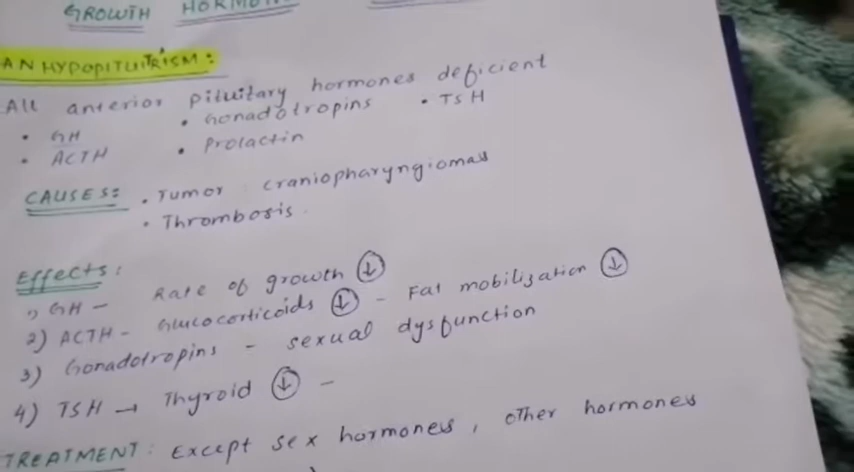 GROWTH HORMON
PANHYPOPITUITRISM:
All anterior pituitary hormones deficient
• GH • Gonadotropins • TSH
• ACTH • Prolactin
CAUSES: • Tumor craniopharyngiomas
• Thrombosis
Effects:
1) GH - Rate of growth ↓
2) ACTH - Glucocorticoids ↓ - Fat mobilization ↓
3) Gonadotropins - sexual dysfunction
4) TSH → Thyroid ↓ -
TREATMENT: Except sex hormones, other hormones